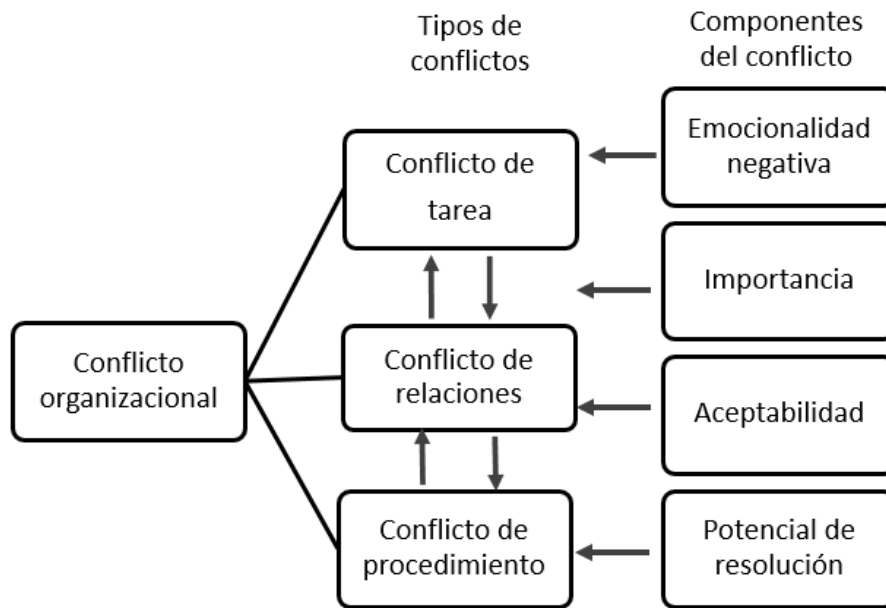 Tipos de
conflictos
Componentes
del conflicto
Conflicto
organizacional
Conflicto de
tarea
Conflicto de
relaciones
Conflicto de
procedimiento
Emocionalidad
negativa
Importancia
Aceptabilidad
Potencial de
resolución